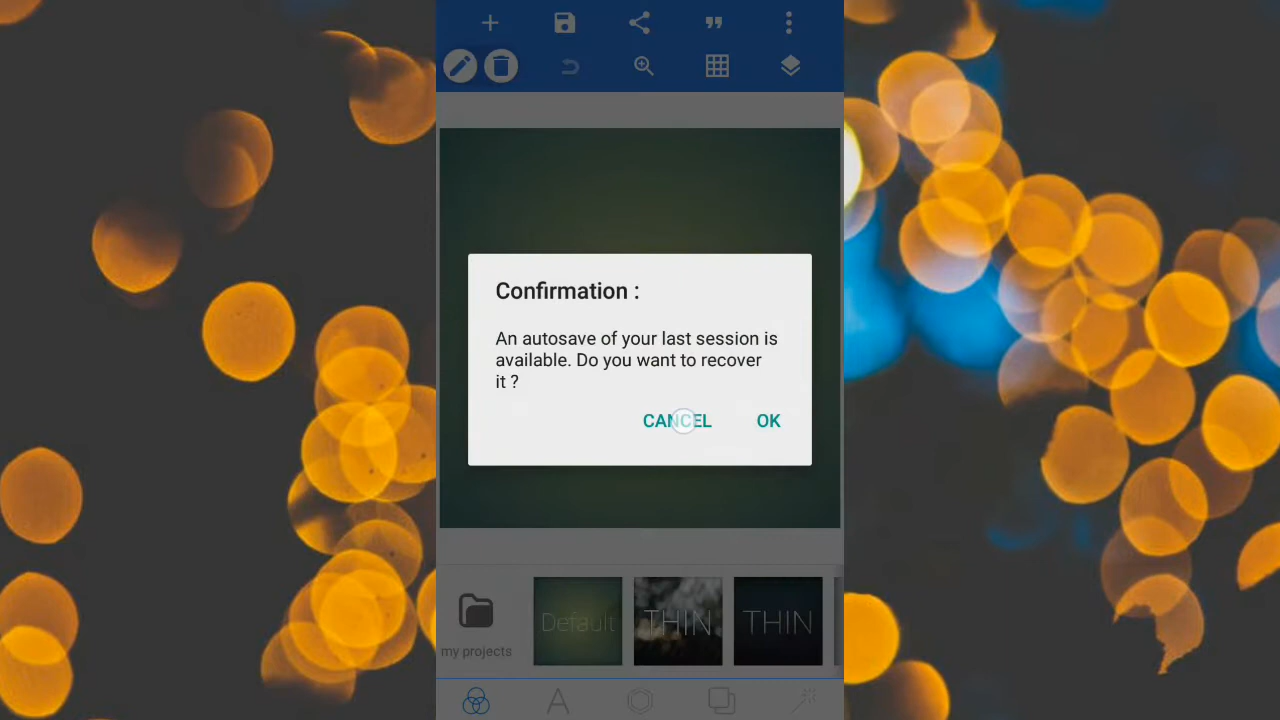 Confirmation :
An autosave of your last session is
available. Do you want to recover
it ?
CANCEL OK
Default THIN THIN
my projects
A